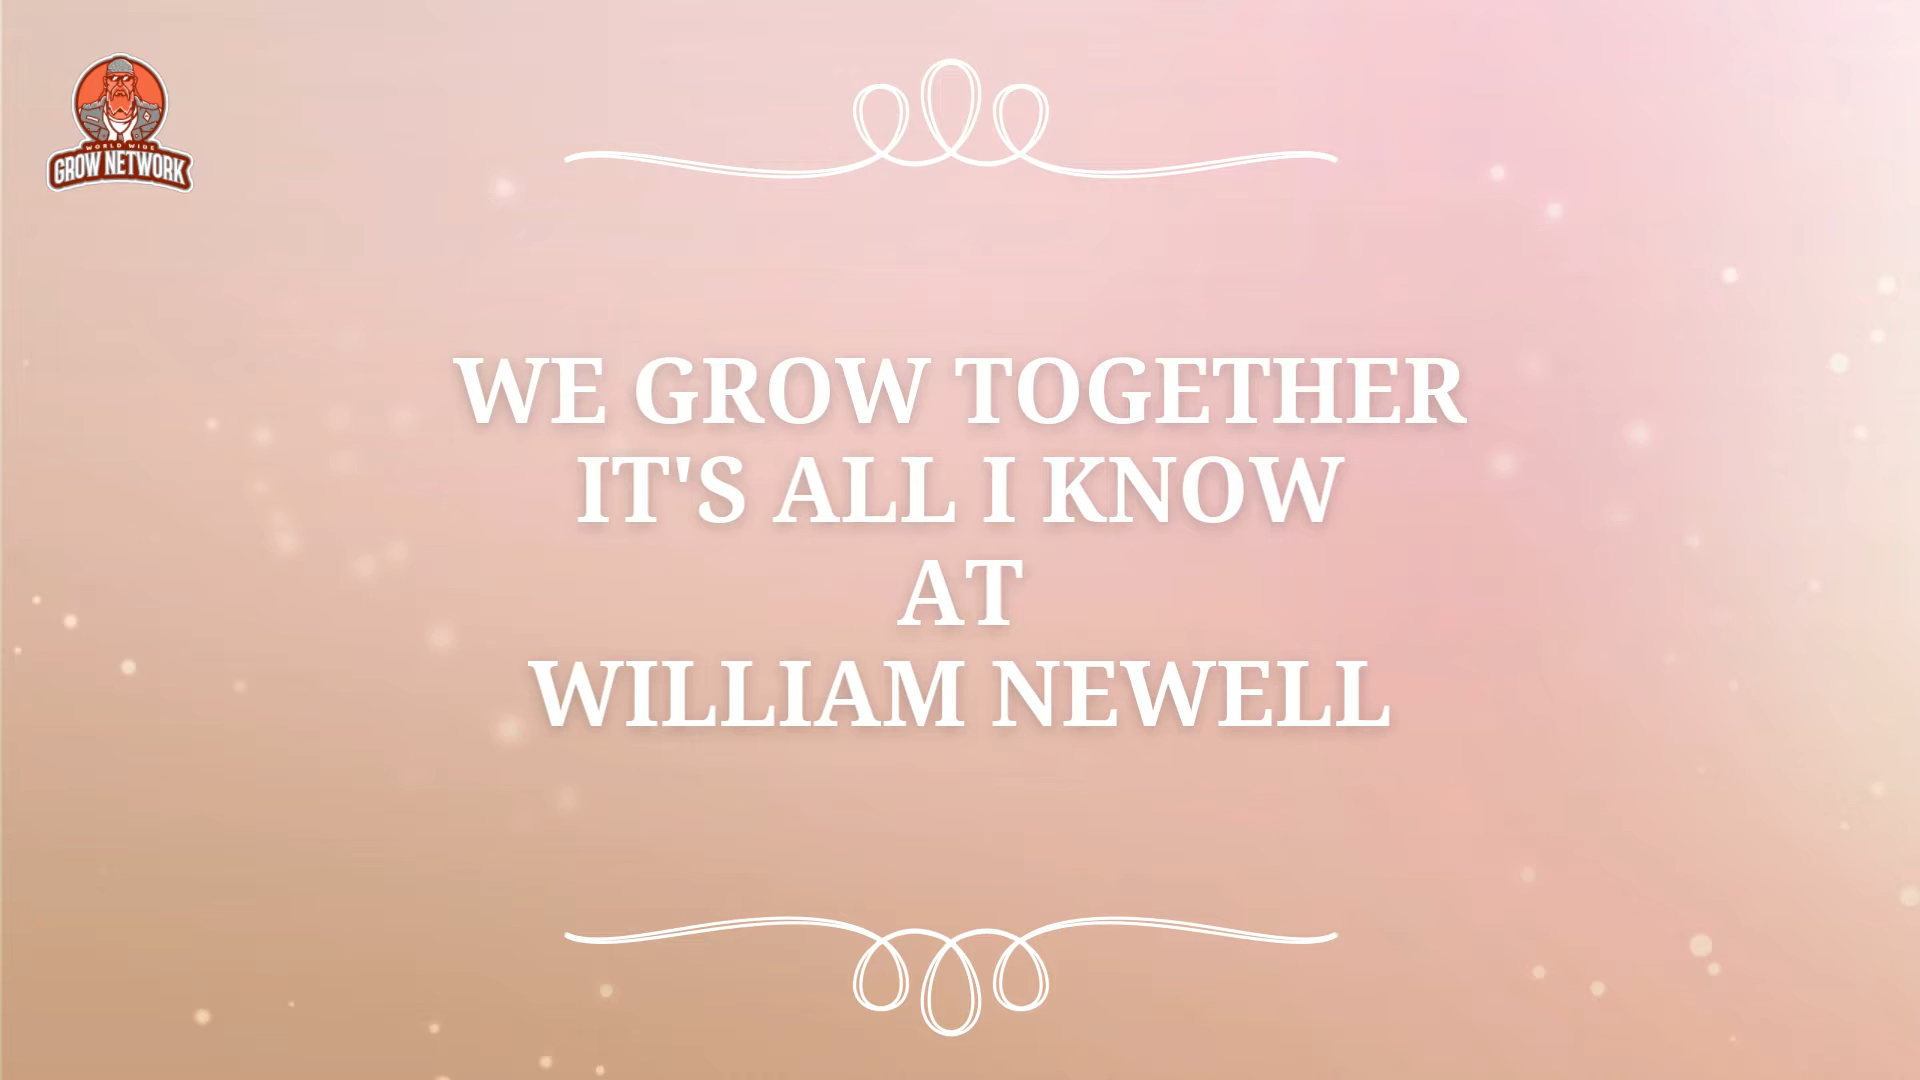 WORLD WIDE
GROW NETWORK
WE GROW TOGETHER
IT'S ALL I KNOW
AT
WILLIAM NEWELL